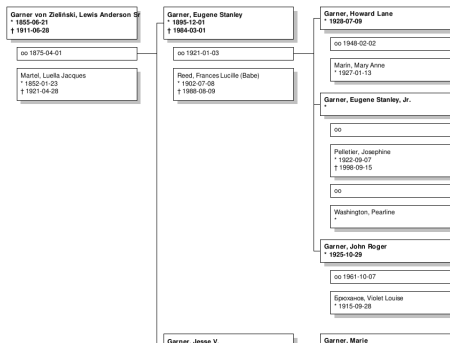 Garner von Zieliński, Lewis Anderson Sr
* 1855-06-21
† 1911-06-28
oo 1875-04-01
Martel, Luella Jacques
* 1852-01-23
† 1921-04-28
Garner, Eugene Stanley
* 1895-12-01
† 1984-03-01
oo 1921-01-03
Reed, Frances Lucille (Babe)
* 1902-07-08
† 1988-08-09
Garner, Jesse V.
Garner, Howard Lane
* 1928-07-09
oo 1948-02-02
Marin, Mary Anne
* 1927-01-13
Garner, Eugene Stanley, Jr.
*
oo
Pelletier, Josephine
* 1922-09-07
† 1998-09-15
oo
Washington, Pearline
*
Garner, John Roger
* 1925-10-29
oo 1961-10-07
Брюханов, Violet Louise
* 1915-09-28
Garner, Marie